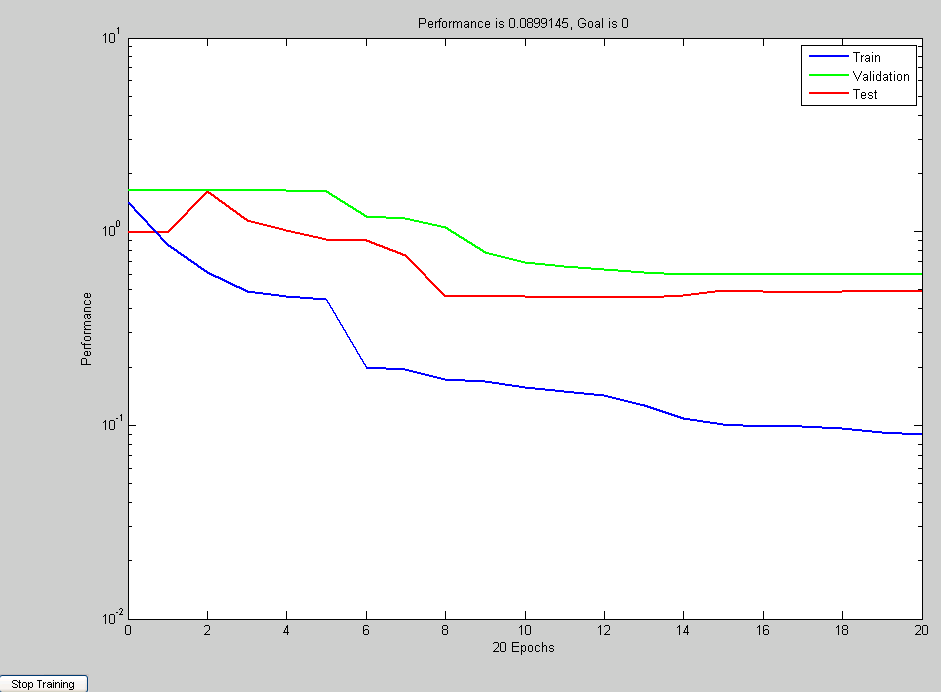 Performance is 0.0899145, Goal is 0
10^1
Train
Validation
Test
10^0
Performance
10^-1
10^-2
0 2 4 6 8 10 12 14 16 18 20
20 Epochs
Stop Training